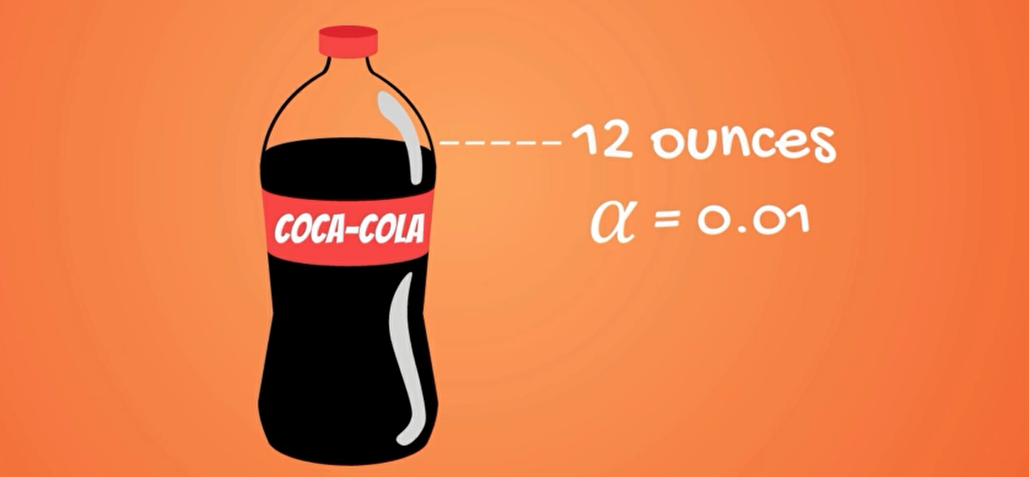 12 ounces
α = 0.01
COCA-COLA